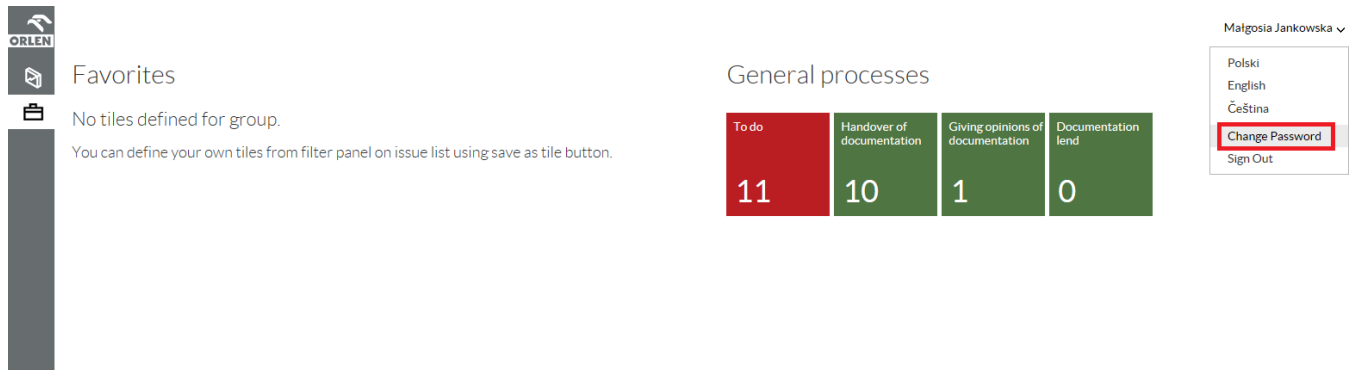 ORLEN
Małgosia Jankowska
Polski
English
Čeština
Change Password
Sign Out
Favorites
No tiles defined for group.
You can define your own tiles from filter panel on issue list using save as tile button.
General processes
To do
11
Handover of
documentation
10
Giving opinions of
documentation
1
Documentation
lend
0